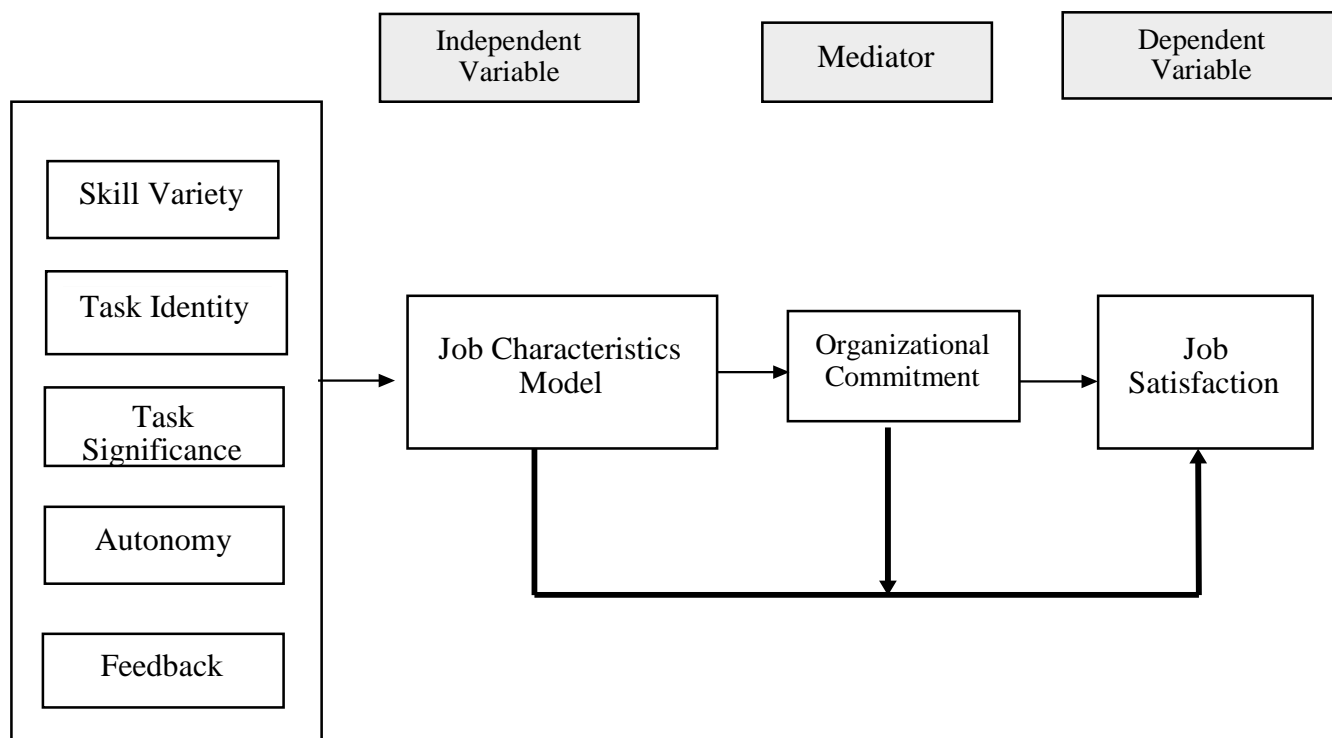 Independent
Variable
Mediator
Dependent
Variable
Skill Variety
Task Identity
Task
Significance
Autonomy
Feedback
Job Characteristics
Model
Organizational
Commitment
Job
Satisfaction